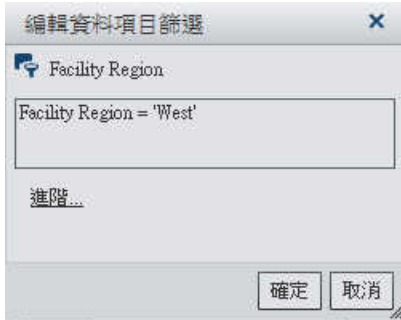 編輯資料項目篩選
Facility Region
Facility Region = 'West'
進階...
確定 取消